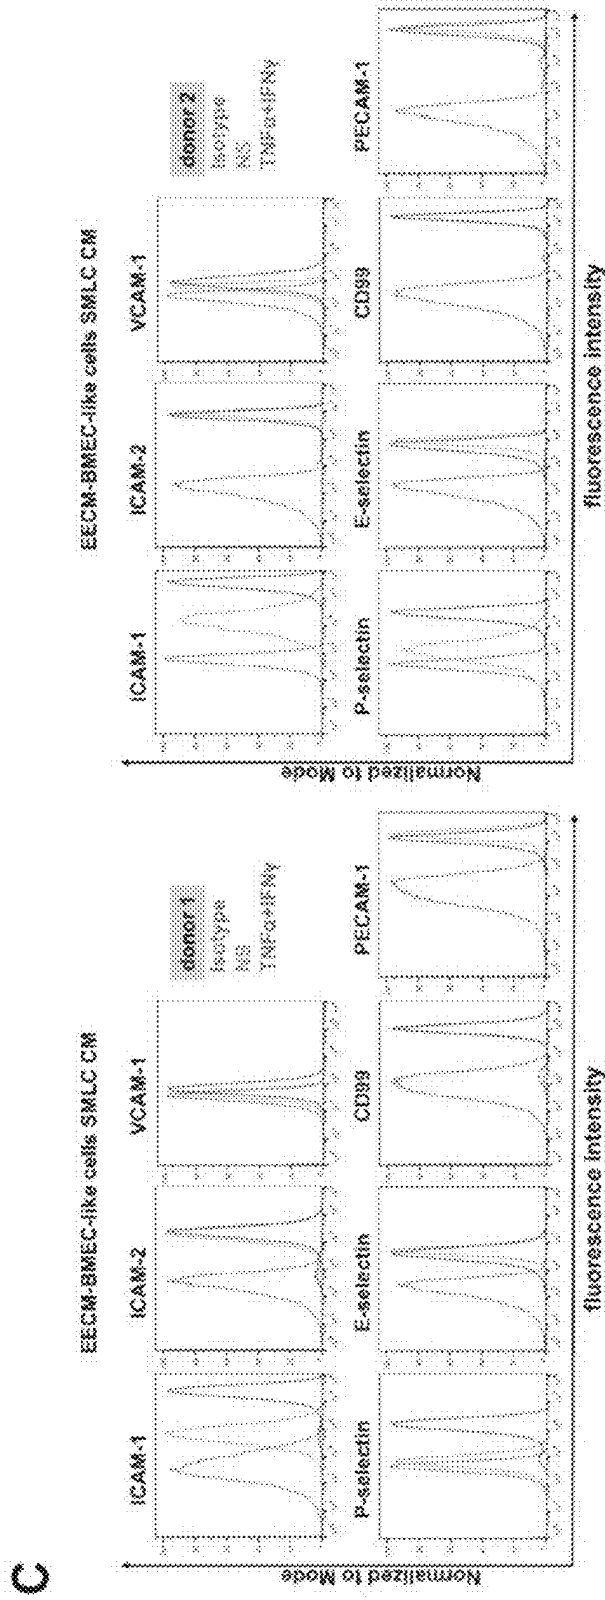 C
EECM-BMEC-like cells SMLC CM
ICAM-1
ICAM-2
VCAM-1
donor 1
Isotype
NS
TNFα+IFNγ
P-selectin
E-selectin
CD99
PECAM-1
Normalized to Mode
fluorescence intensity
EECM-BMEC-like cells SMLC CM
ICAM-1
ICAM-2
VCAM-1
donor 2
Isotype
NS
TNFα+IFNγ
P-selectin
E-selectin
CD99
PECAM-1
Normalized to Mode
fluorescence intensity